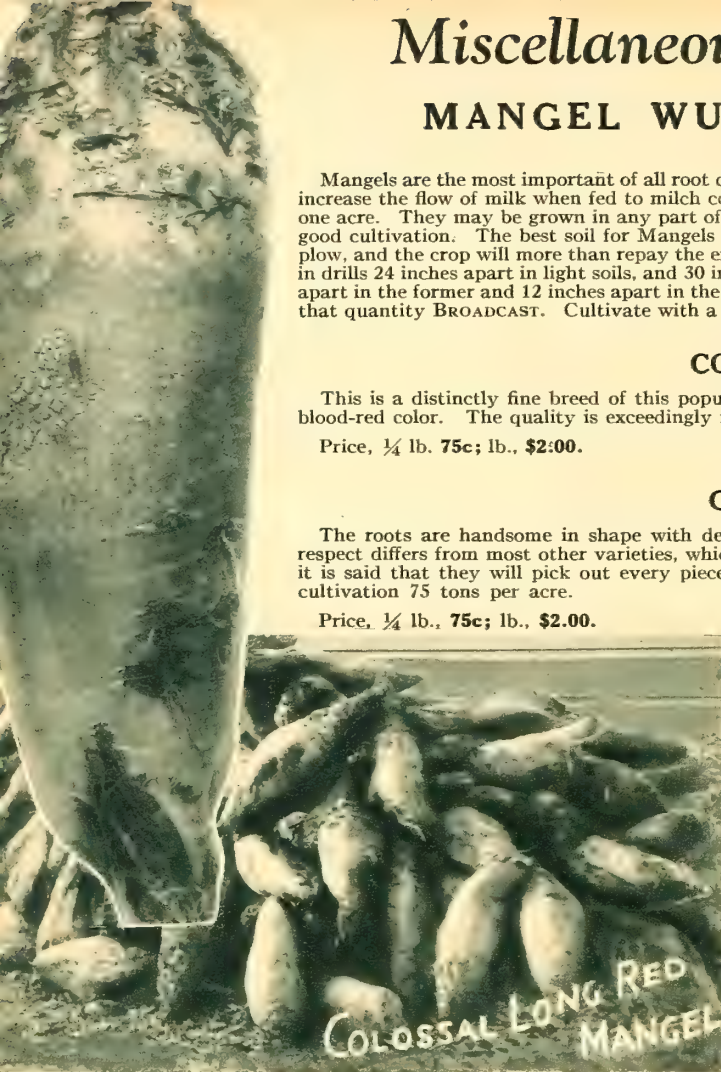 Miscellaneou
MANGEL WU
Mangels are the most important of all root c
increase the flow of milk when fed to milch co
one acre. They may be grown in any part of
good cultivation. The best soil for Mangels
plow, and the crop will more than repay the e
in drills 24 inches apart in light soils, and 30 in
apart in the former and 12 inches apart in the
that quantity BROADCAST. Cultivate with a
CO
This is a distinctly fine breed of this popu
blood-red color. The quality is exceedingly
Price, ¼ lb. 75c; lb., $2.00.
The roots are handsome in shape with de
respect differs from most other varieties, whic
it is said that they will pick out every piece
cultivation 75 tons per acre.
Price, ¼ lb., 75c; lb., $2.00.
COLOSSAL LONG RED
MANGEL